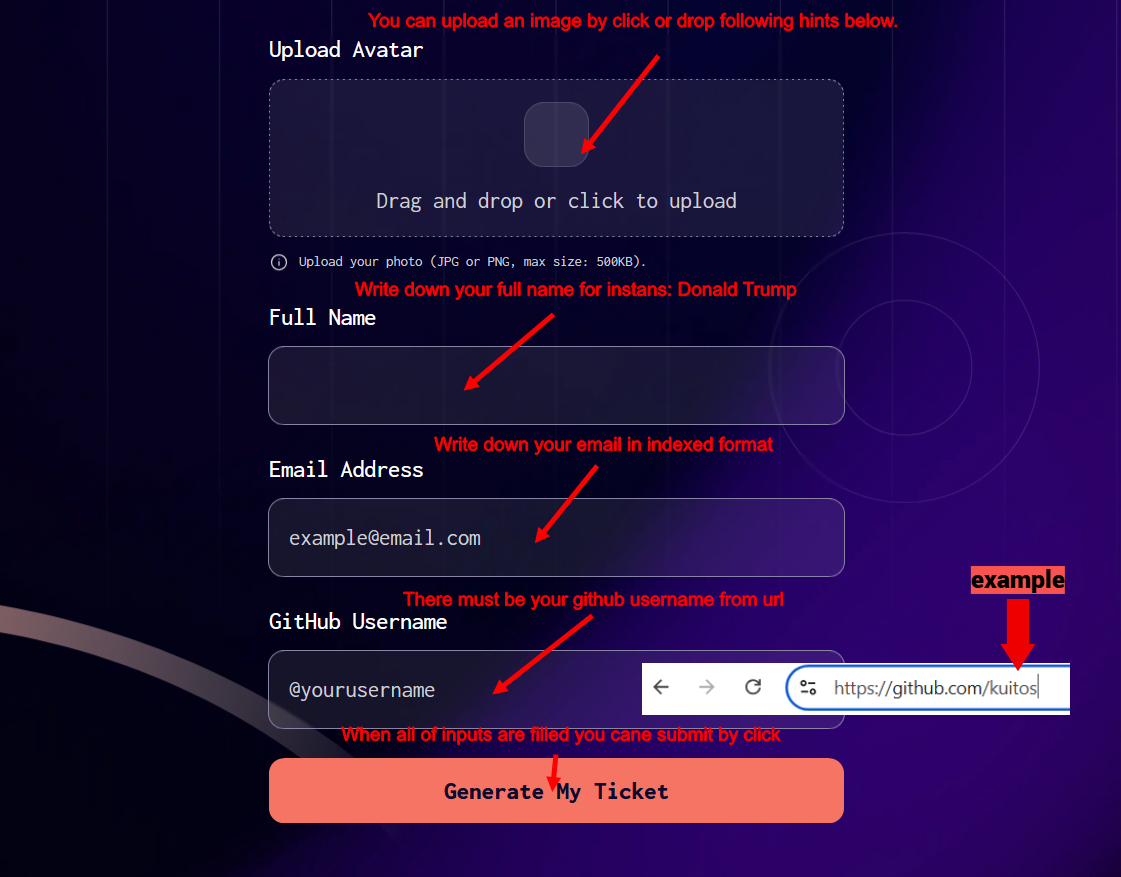 You can upload an image by click or drop following hints below.
Upload Avatar
Drag and drop or click to upload
Upload your photo (JPG or PNG, max size: 500KB).
Write down your full name for instans: Donald Trump
Full Name
Write down your email in indexed format
Email Address
example@email.com
example
There must be your github username from url
GitHub Username
@yourusername
https://github.com/kuitos
When all of inputs are filled you cane submit by click
Generate My Ticket